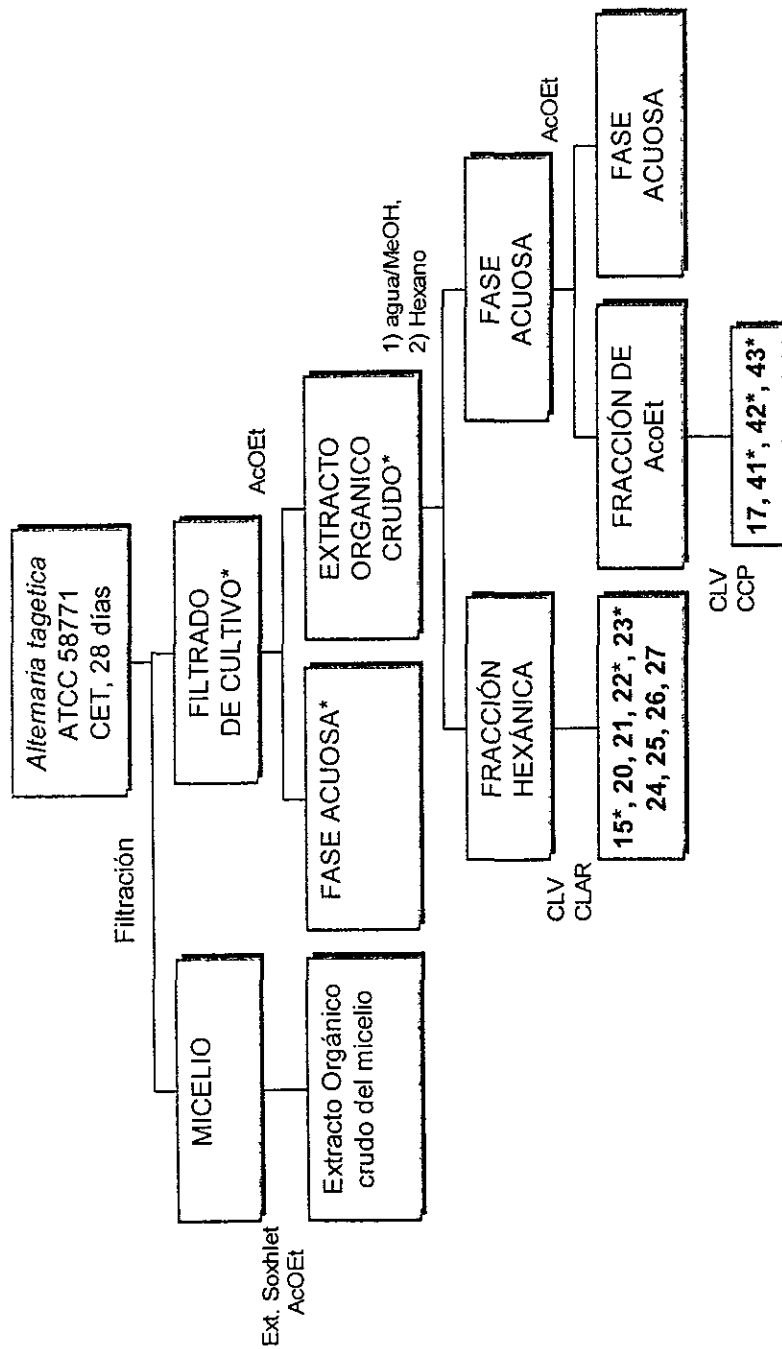 Alternaria tagetica
ATCC 58771
CET, 28 días
Filtración
MICELIO
FILTRADO
DE CULTIVO*
Ext. Soxhlet
AcOEt
AcOEt
Extracto Orgánico
crudo del micelio
FASE ACUOSA*
EXTRACTO
ORGANICO
CRUDO*
1) agua/MeOH,
2) Hexano
FRACCIÓN
HEXÁNICA
FASE
ACUOSA
CLV
CLAR
AcOEt
15*, 20, 21, 22*, 23*
24, 25, 26, 27
FRACCIÓN DE
AcoEt
FASE
ACUOSA
CLV
CCP
17, 41*, 42*, 43*